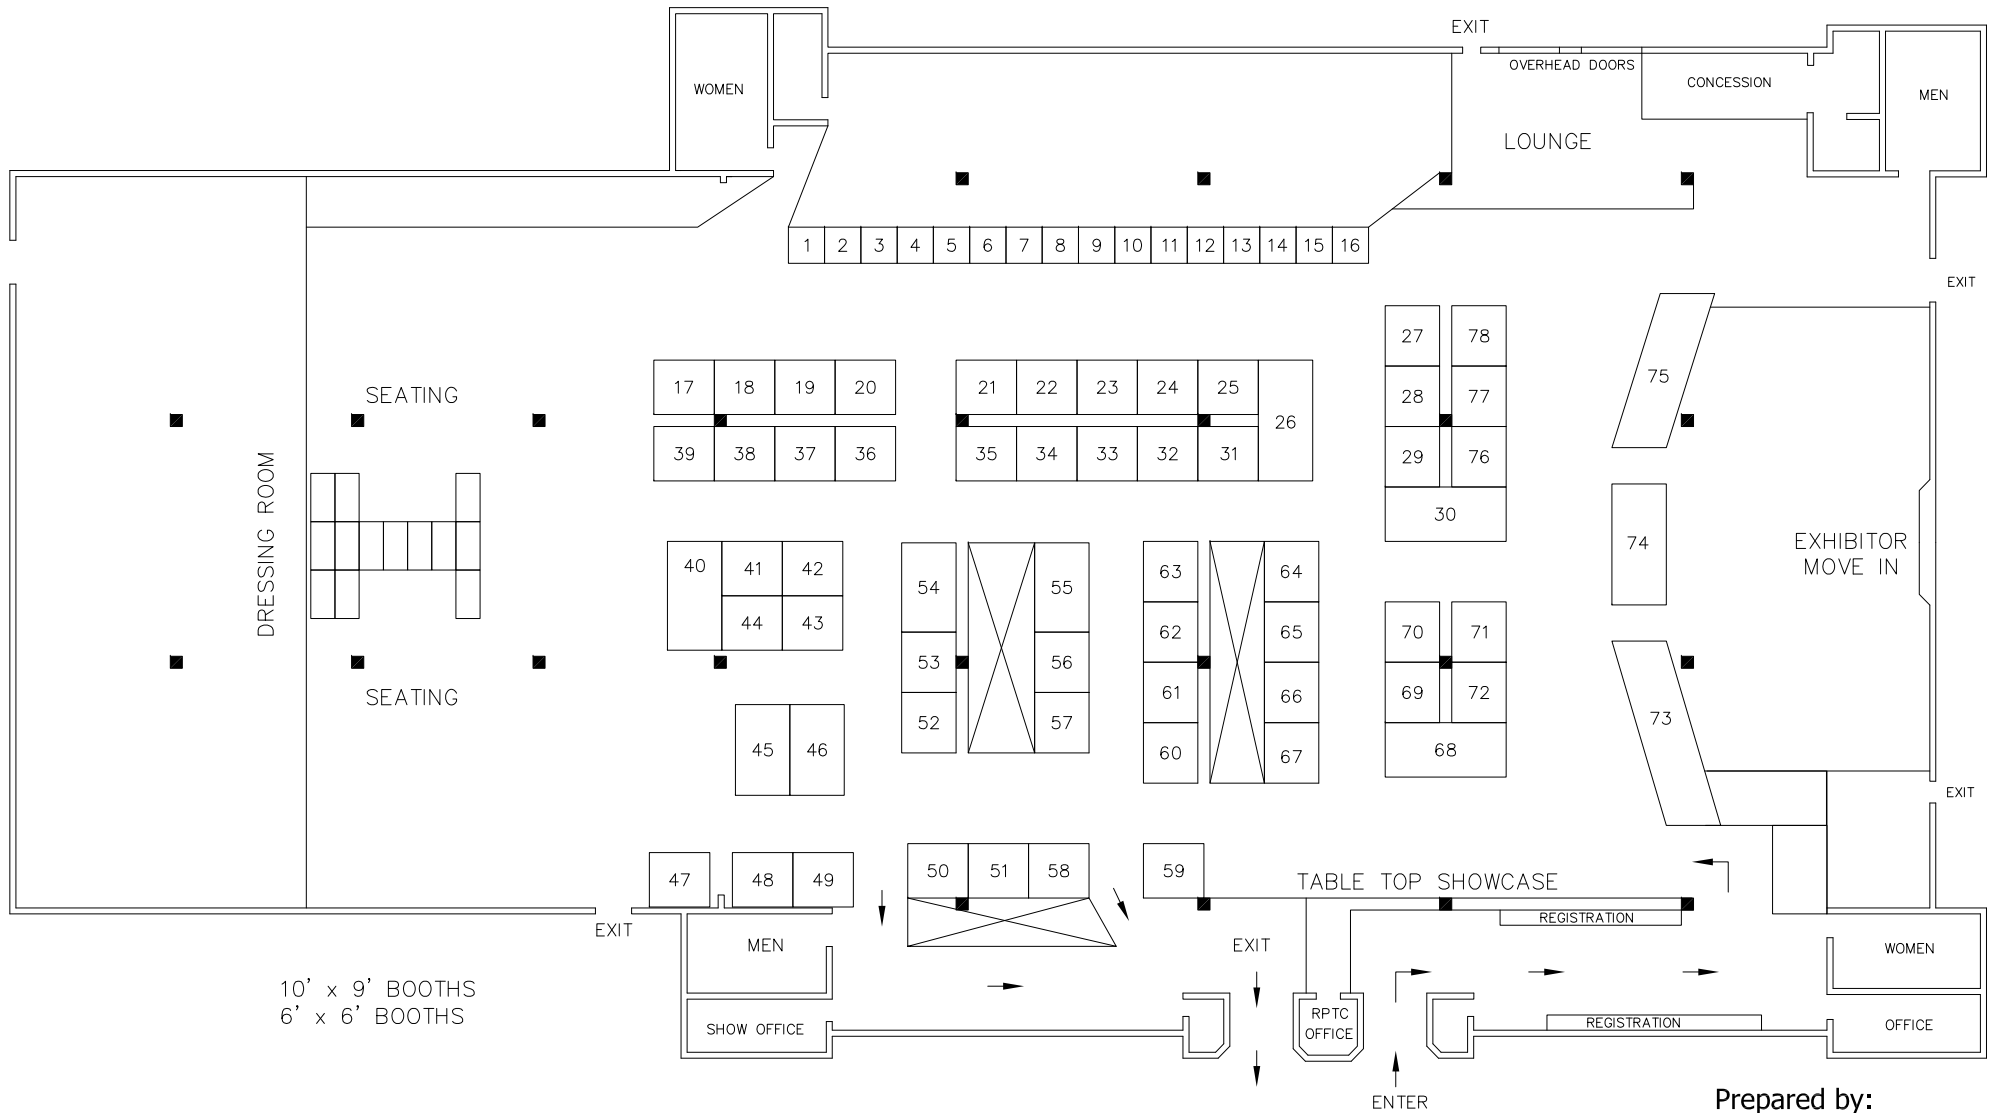 EXIT
OVERHEAD DOORS
CONCESSION
WOMEN
MEN
LOUNGE
1 2 3 4 5 6 7 8 9 10 11 12 13 14 15 16
EXIT
27 78
75
SEATING
17 18 19 20 21 22 23 24 25
28 77
26
39 38 37 36 35 34 33 32 31
29 76
DRESSING ROOM
30
74
EXHIBITOR
MOVE IN
40 41 42
63 64
54 55
44 43
62 65
70 71
53 56
61 66
69 72
SEATING
73
52 57
45 46
60 67
68
EXIT
50 51 58 59
47 48 49
TABLE TOP SHOWCASE
REGISTRATION
EXIT
MEN
EXIT
WOMEN
10' x 9' BOOTHS
6' x 6' BOOTHS
SHOW OFFICE
RPTC
OFFICE
REGISTRATION
OFFICE
ENTER
Prepared by: